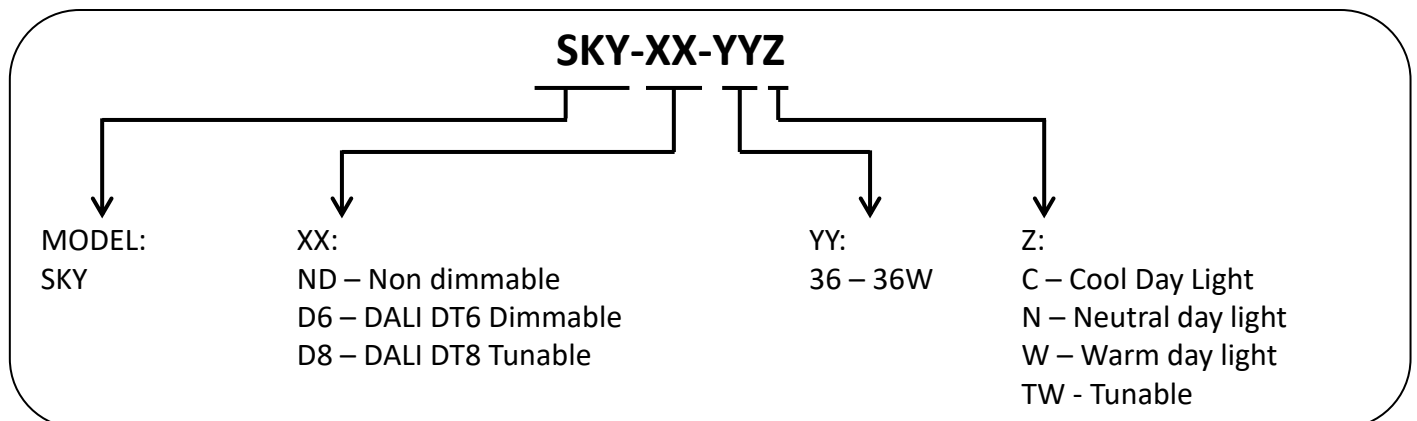 SKY-XX-YYZ
MODEL:
SKY
XX:
ND – Non dimmable
D6 – DALI DT6 Dimmable
D8 – DALI DT8 Tunable
YY:
36 – 36W
Z:
C – Cool Day Light
N – Neutral day light
W – Warm day light
TW - Tunable